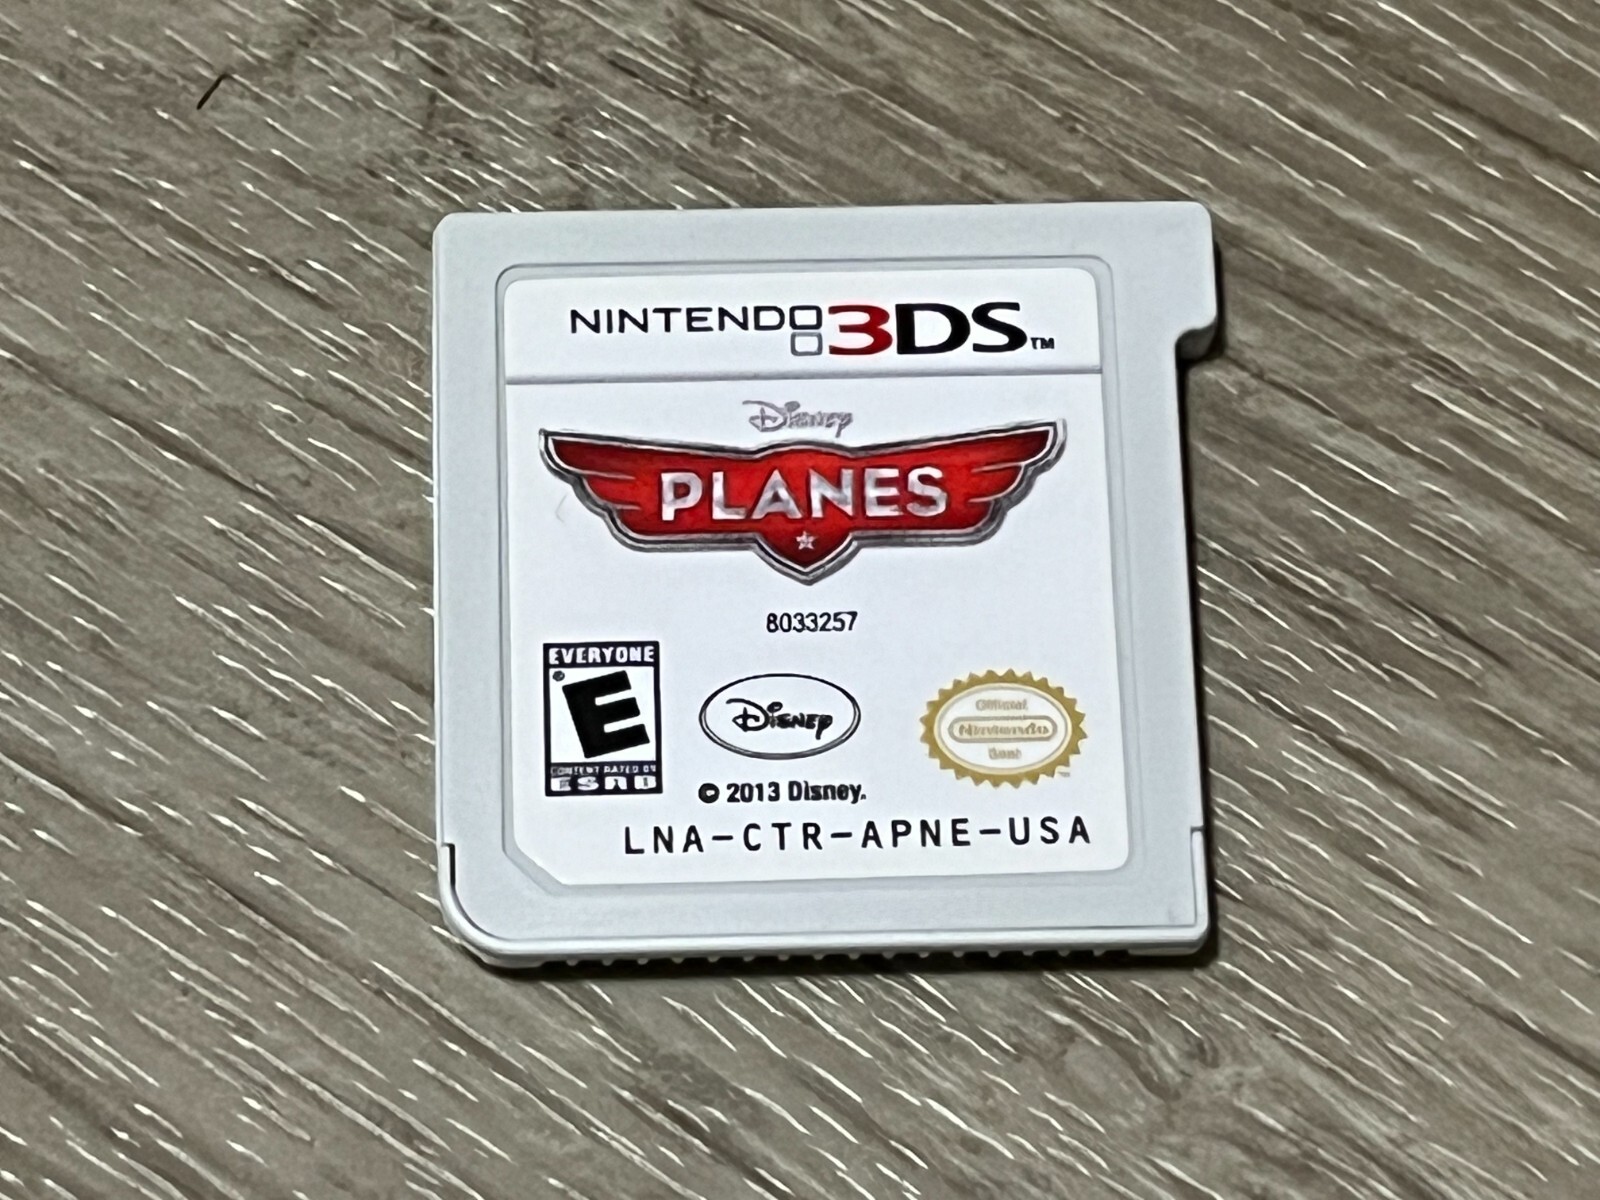 NINTENDO 3DS™
Disney
PLANES
8033257
EVERYONE
E
CONTENT RATED BY
ESRB
Disney
Official
Nintendo
Seal
™
© 2013 Disney.
LNA-CTR-APNE-USA